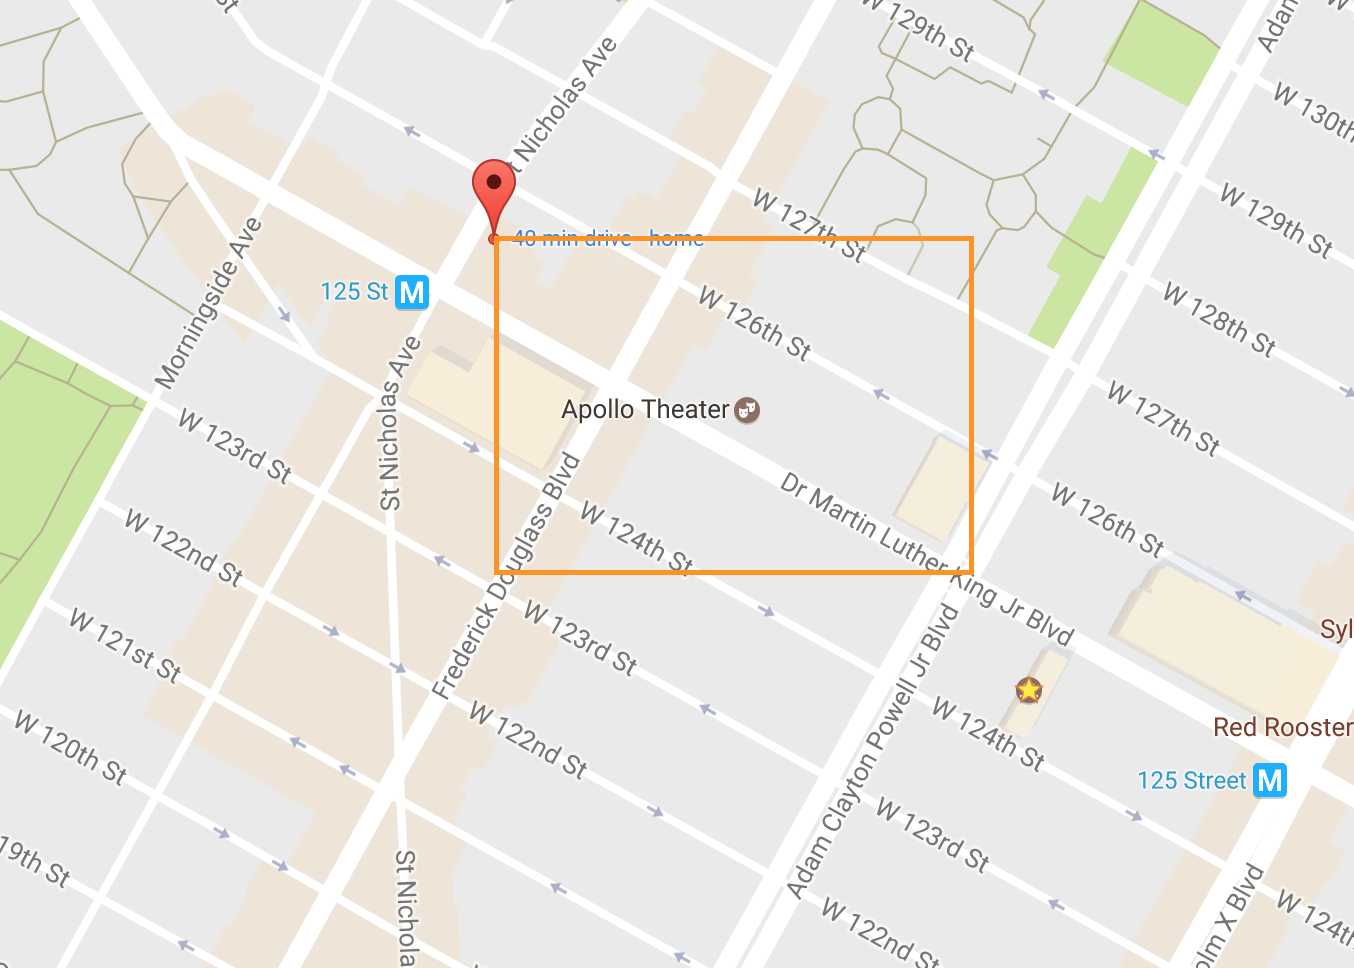 St
W 129th St
Adam
St Nicholas Ave
W 130th
W 127th St
W 129th St
40 min drive - home
Morningside Ave
125 St
M
W 126th St
W 128th St
St Nicholas Ave
Apollo Theater
W 127th St
W 123rd St
Dr Martin Luther King Jr Blvd
Frederick Douglass Blvd
W 124th St
W 126th St
W 122nd St
W 123rd St
Syl
W 121st St
Adam Clayton Powell Jr Blvd
W 122nd St
W 124th St
Red Rooster
W 120th St
125 Street
M
W 123rd St
19th St
St Nichola
olm X Blvd
W 122nd St
W 124th